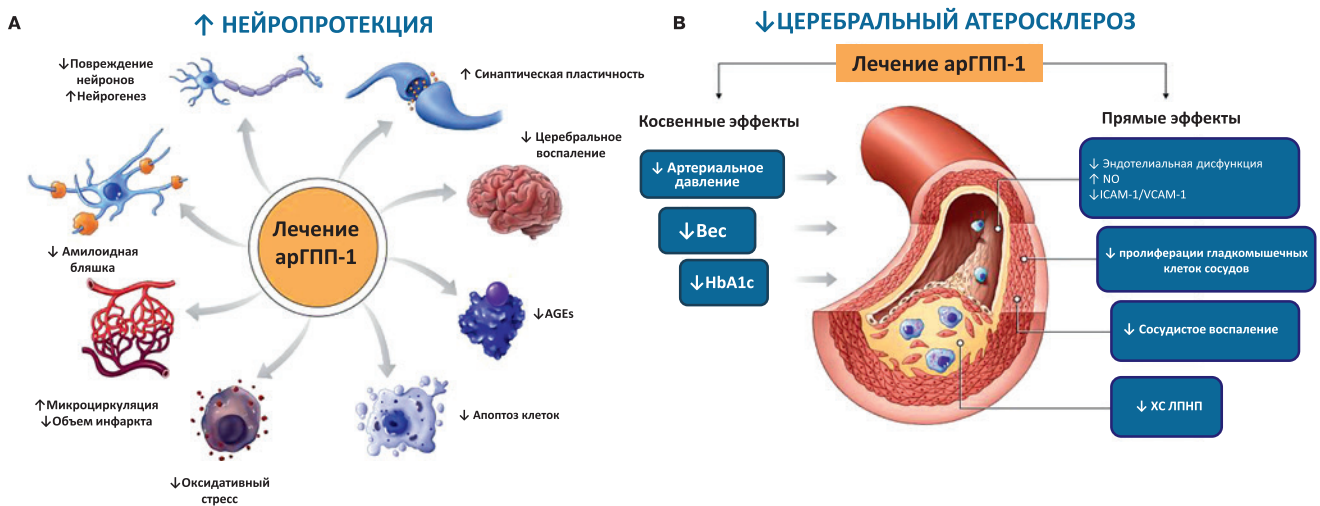 A
↑ НЕЙРОПРОТЕКЦИЯ
↓Повреждение
нейронов
↑Нейрогенез
↑ Синаптическая пластичность
↓ Церебральное
воспаление
Лечение
арГПП-1
↓ Амилоидная
бляшка
↓AGEs
↑Микроциркуляция
↓Объем инфаркта
↓ Апоптоз клеток
↓Оксидативный
стресс
B
↓ЦЕРЕБРАЛЬНЫЙ АТЕРОСКЛЕРОЗ
Лечение арГПП-1
Косвенные эффекты
↓ Артериальное
давление
↓Вес
↓HbA1c
Прямые эффекты
↓ Эндотелиальная дисфункция
↑ NO
↓ICAM-1/VCAM-1
↓ пролиферации гладкомышечных
клеток сосудов
↓ Сосудистое воспаление
↓ ХС ЛПНП